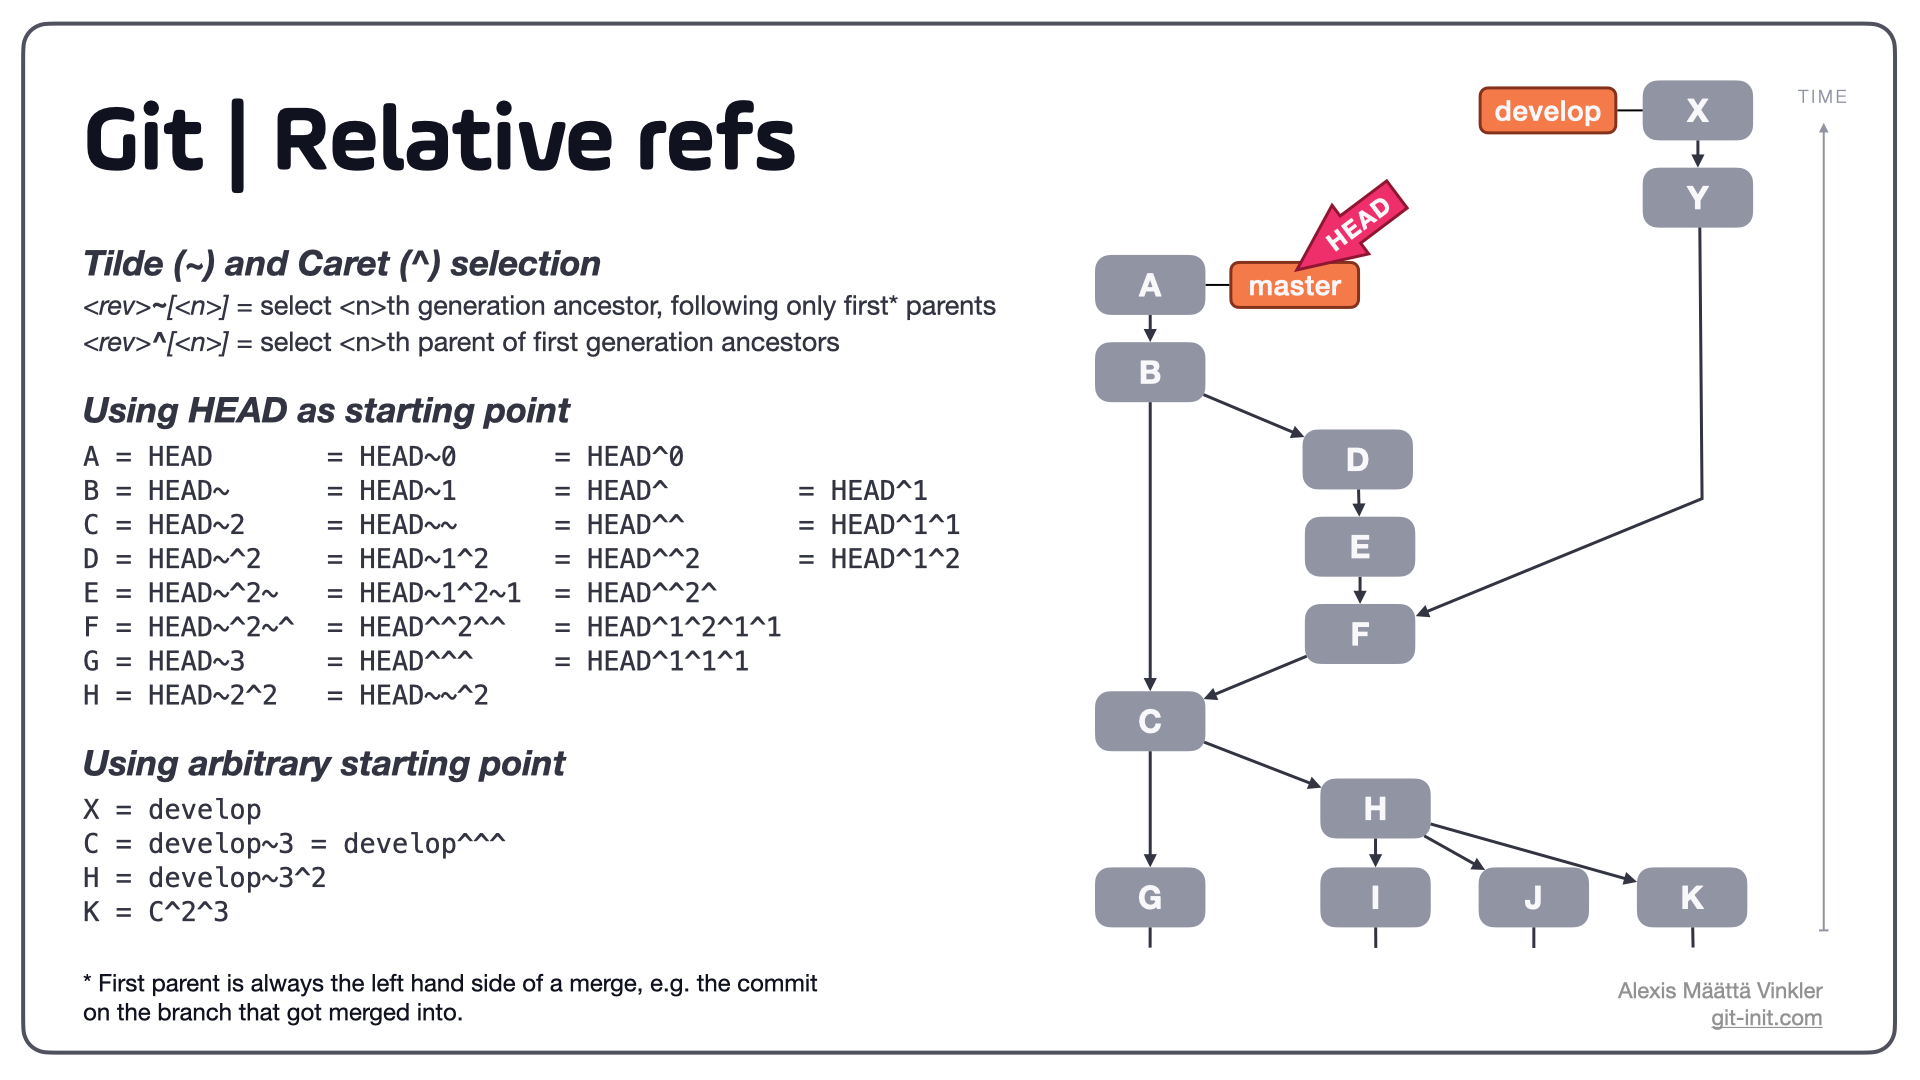 Git | Relative refs
Tilde (~) and Caret (^) selection
<rev>~[<n>] = select <n>th generation ancestor, following only first* parents
<rev>^[<n>] = select <n>th parent of first generation ancestors
Using HEAD as starting point
A = HEAD = HEAD~0 = HEAD^0
B = HEAD~ = HEAD~1 = HEAD^ = HEAD^1
C = HEAD~2 = HEAD~~ = HEAD^^ = HEAD^1^1
D = HEAD~^2 = HEAD~1^2 = HEAD^^2 = HEAD^1^2
E = HEAD~^2~ = HEAD~1^2~1 = HEAD^^2^
F = HEAD~^2~^ = HEAD^^2^^ = HEAD^1^2^1^1
G = HEAD~3 = HEAD^^^ = HEAD^1^1^1
H = HEAD~2^2 = HEAD~~^2
Using arbitrary starting point
X = develop
C = develop~3 = develop^^^
H = develop~3^2
K = C^2^3
* First parent is always the left hand side of a merge, e.g. the commit
on the branch that got merged into.
develop
X
TIME
Y
HEAD
A
master
B
D
E
F
C
H
G
I
J
K
Alexis Määttä Vinkler
git-init.com